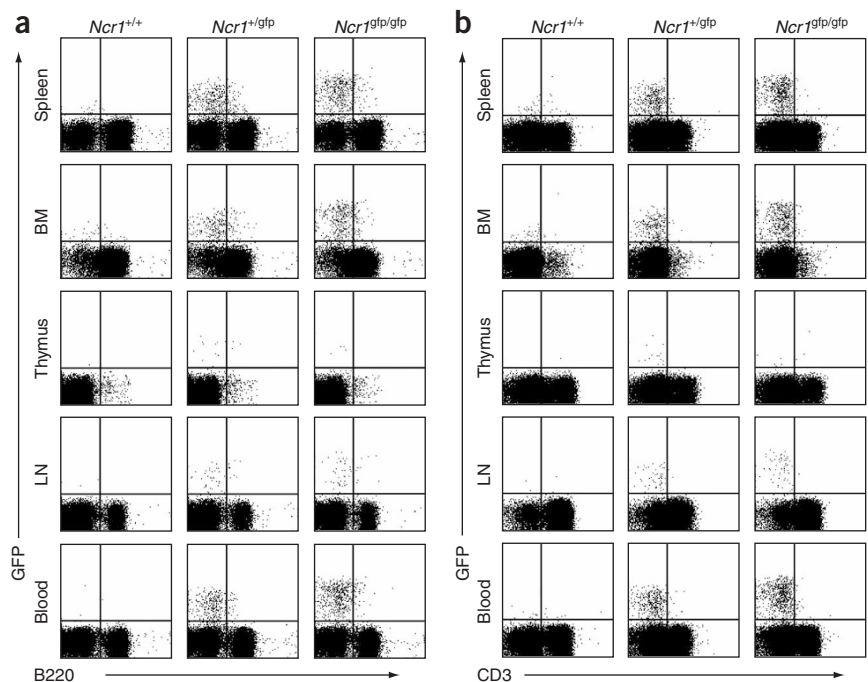 a
Ncr1+/+
Ncr1+/gfp
Ncr1gfp/gfp
Spleen
BM
Thymus
LN
Blood
GFP
B220
b
Ncr1+/+
Ncr1+/gfp
Ncr1gfp/gfp
Spleen
BM
Thymus
LN
Blood
GFP
CD3